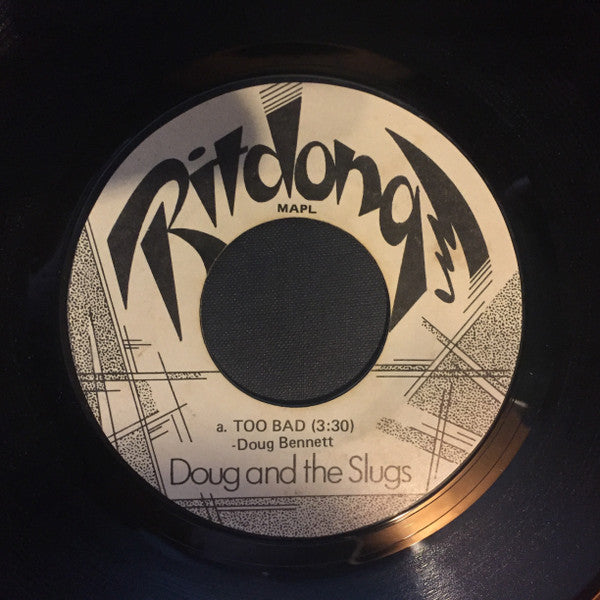 Ritdong
MAPL
a. TOO BAD (3:30)
-Doug Bennett
Doug and the Slugs